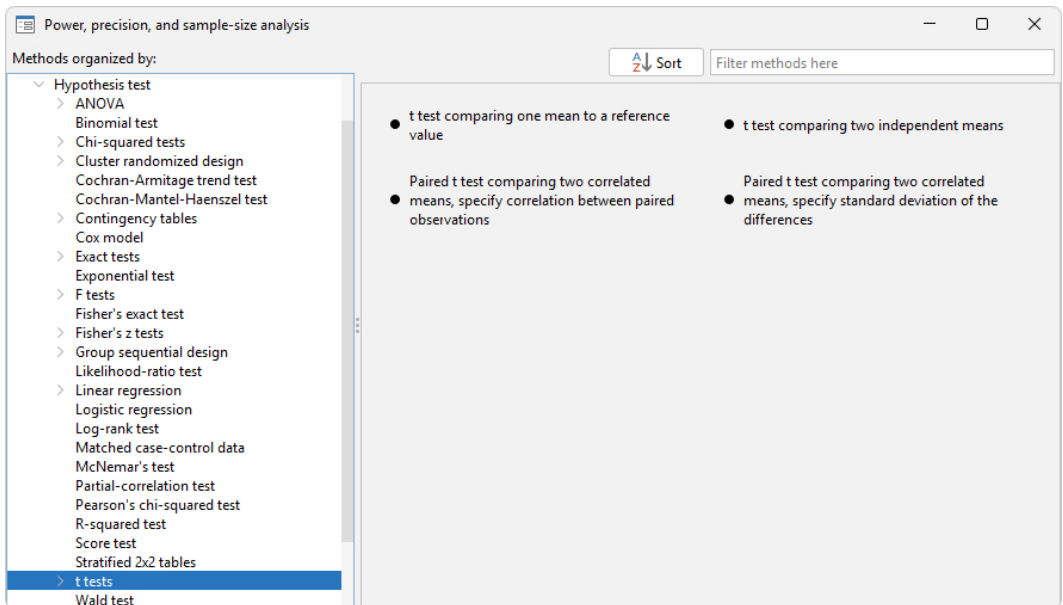 Power, precision, and sample-size analysis
Methods organized by:
Sort
Filter methods here
Hypothesis test
ANOVA
Binomial test
Chi-squared tests
Cluster randomized design
Cochran-Armitage trend test
Cochran-Mantel-Haenszel test
Contingency tables
Cox model
Exact tests
Exponential test
F tests
Fisher's exact test
Fisher's z tests
Group sequential design
Likelihood-ratio test
Linear regression
Logistic regression
Log-rank test
Matched case-control data
McNemar's test
Partial-correlation test
Pearson's chi-squared test
R-squared test
Score test
Stratified 2x2 tables
t tests
Wald test
t test comparing one mean to a reference
value
t test comparing two independent means
Paired t test comparing two correlated
means, specify correlation between paired
observations
Paired t test comparing two correlated
means, specify standard deviation of the
differences